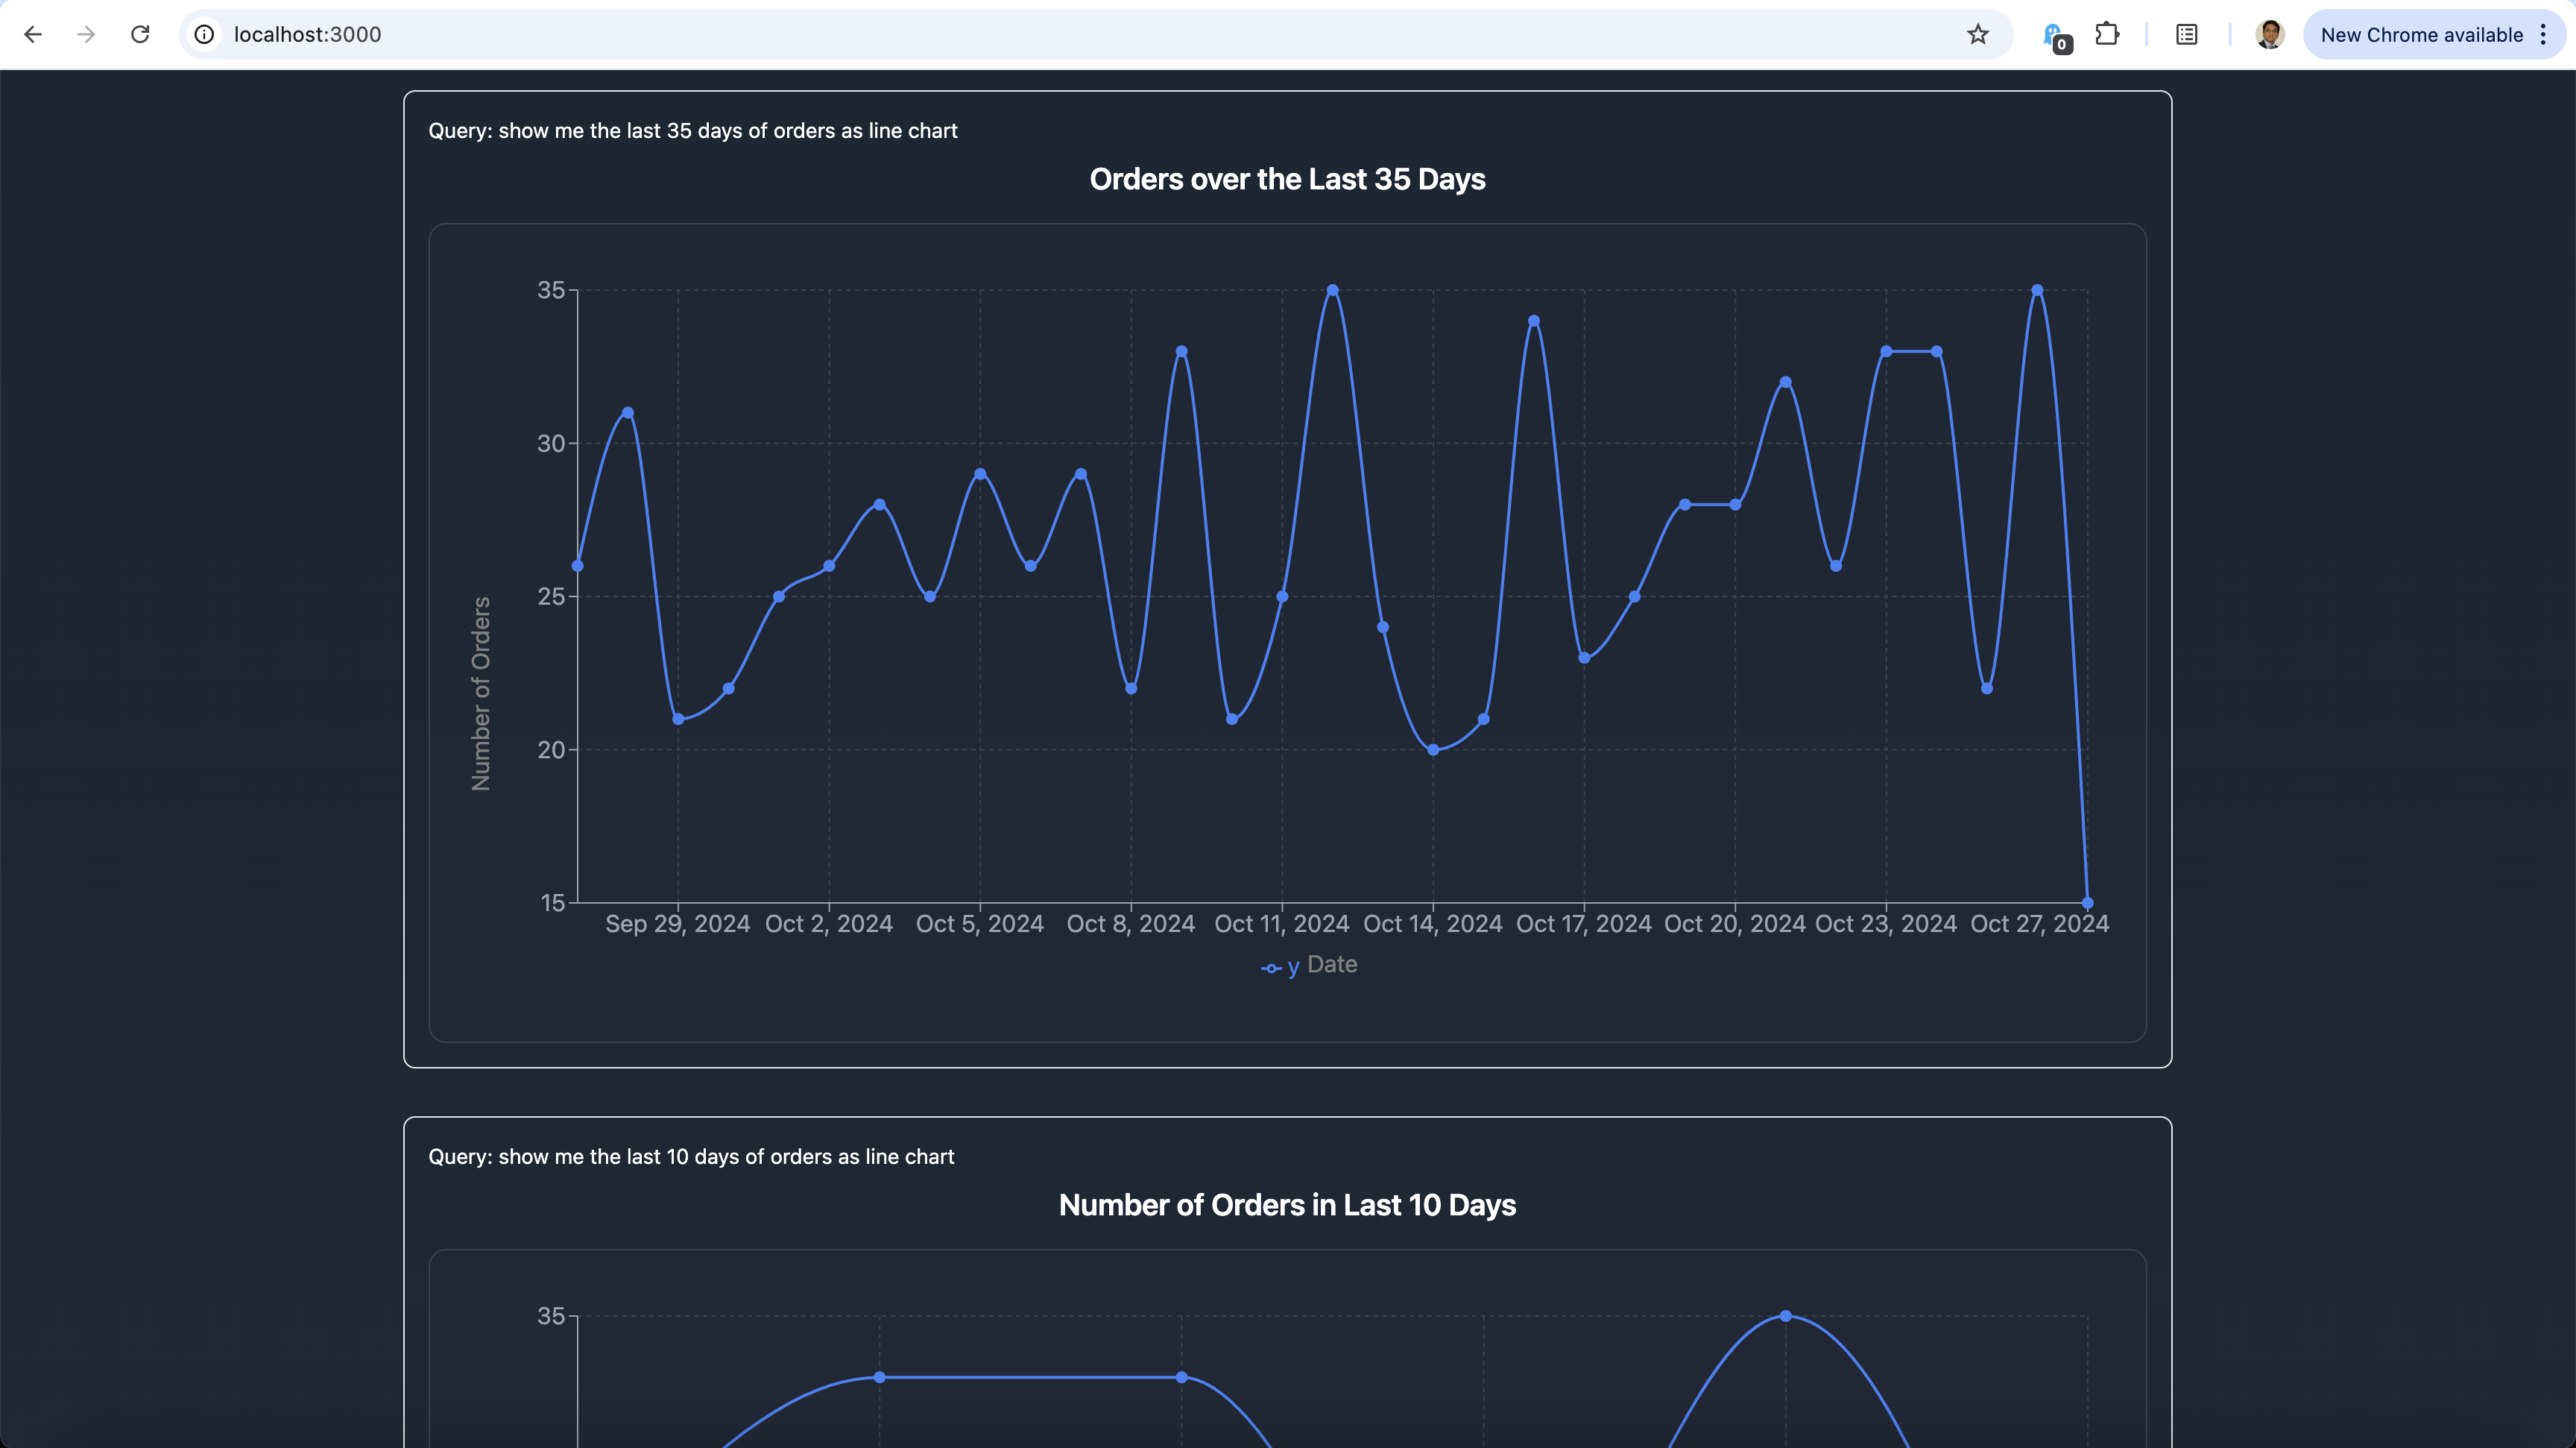 localhost:3000
0
New Chrome available
Query: show me the last 35 days of orders as line chart
Orders over the Last 35 Days
35
30
25
20
15
Number of Orders
Sep 29, 2024 Oct 2, 2024 Oct 5, 2024 Oct 8, 2024 Oct 11, 2024 Oct 14, 2024 Oct 17, 2024 Oct 20, 2024 Oct 23, 2024 Oct 27, 2024
y Date
Query: show me the last 10 days of orders as line chart
Number of Orders in Last 10 Days
35